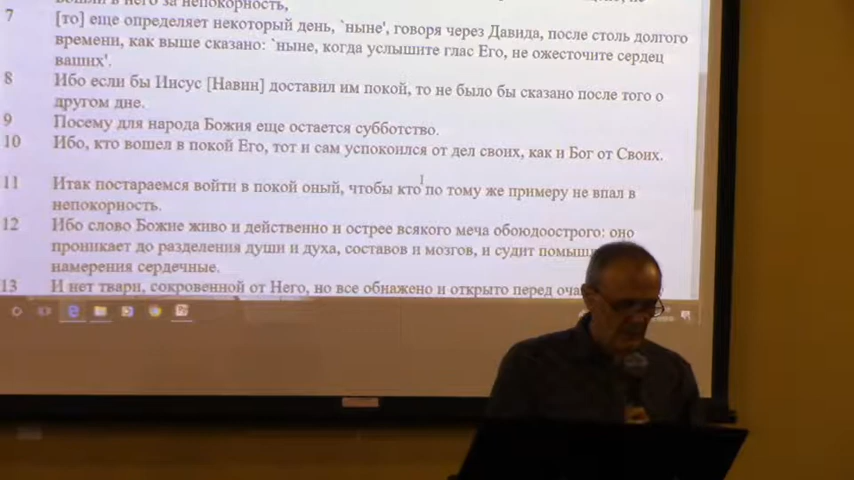 вошли в него за непокорность,
7 [то] еще определяет некоторый день, `ныне', говоря через Давида, после столь долгого
времени, как выше сказано: `ныне, когда услышите глас Его, не ожесточите сердец
ваших'.
8 Ибо если бы Иисус [Навин] доставил им покой, то не было бы сказано после того о
другом дне.
9 Посему для народа Божия еще остается субботство.
10 Ибо, кто вошел в покой Его, тот и сам успокоился от дел своих, как и Бог от Своих.
11 Итак постараемся войти в покой оный, чтобы кто по тому же примеру не впал в
непокорность.
12 Ибо слово Божие живо и действенно и острее всякого меча обоюдоострого: оно
проникает до разделения души и духа, составов и мозгов, и судит помыш
намерения сердечные.
13 И нет твари, сокровенной от Него, но все обнажено и открыто перед оча